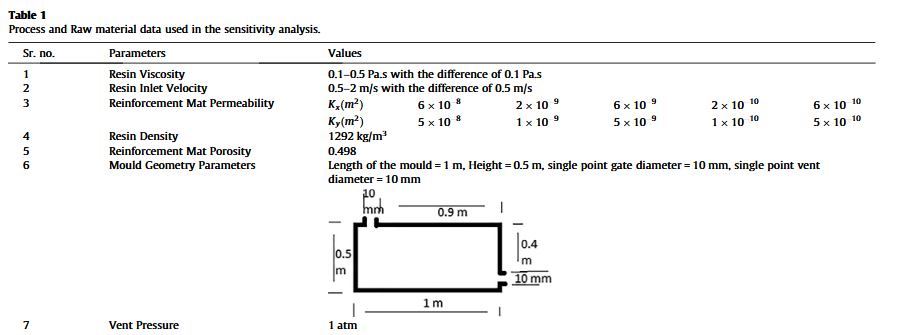 Table 1
Process and Raw material data used in the sensitivity analysis.
Sr. no. Parameters Values
1 Resin Viscosity 0.1–0.5 Pa.s with the difference of 0.1 Pa.s
2 Resin Inlet Velocity 0.5–2 m/s with the difference of 0.5 m/s
3 Reinforcement Mat Permeability Kx(m²) 6 × 10 ⁸ 2 × 10 ⁹ 6 × 10 ⁹ 2 × 10 ¹⁰ 6 × 10 ¹⁰
Ky(m²) 5 × 10 ⁸ 1 × 10 ⁹ 5 × 10 ⁹ 1 × 10 ¹⁰ 5 × 10 ¹⁰
4 Resin Density 1292 kg/m³
5 Reinforcement Mat Porosity 0.498
6 Mould Geometry Parameters Length of the mould = 1 m, Height = 0.5 m, single point gate diameter = 10 mm, single point vent
diameter = 10 mm
10
mm
0.9 m
0.5
m
0.4
m
10 mm
1 m
7 Vent Pressure 1 atm